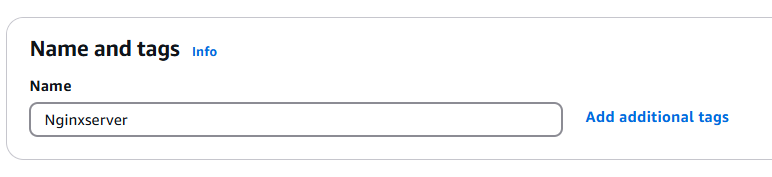 Name and tags Info
Name
Nginxserver
Add additional tags